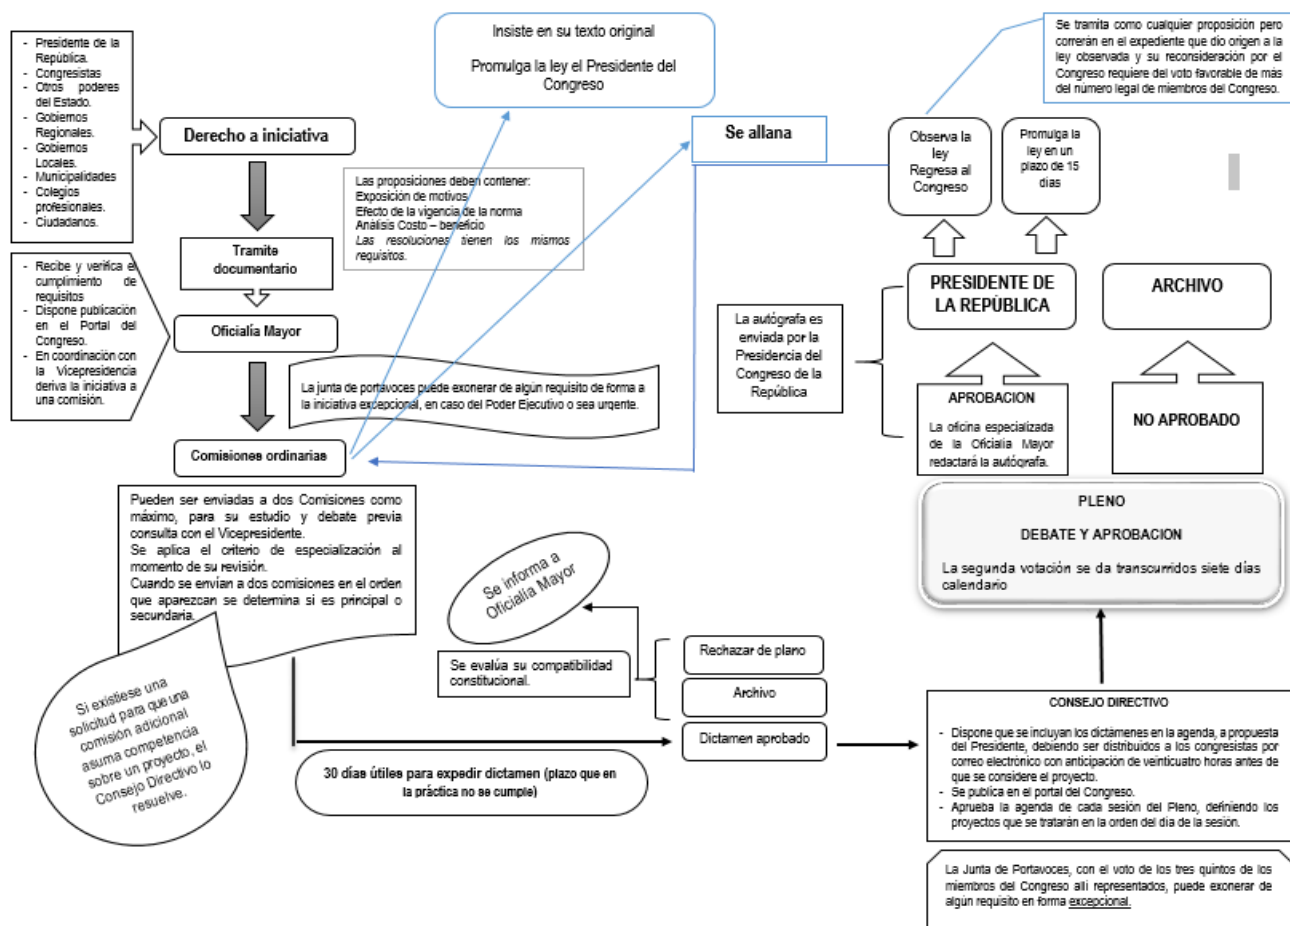 - Presidente de la
República.
- Congresistas
- Otros poderes
del Estado.
- Gobiernos
Regionales.
- Gobiernos
Locales.
- Municipalidades
- Colegios
profesionales.
- Ciudadanos.
Derecho a iniciativa
Insiste en su texto original
Promulga la ley el Presidente del
Congreso
Se tramita como cualquier proposición pero
correrán en el expediente que dio origen a la
ley observada y su reconsideración por el
Congreso requiere del voto favorable de más
del número legal de miembros del Congreso.
Se allana
Observa la
ley
Regresa al
Congreso
Promulga la
ley en un
plazo de 15
días
Las proposiciones deben contener:
Exposición de motivos
Efecto de la vigencia de la norma
Análisis Costo – beneficio
Las resoluciones tienen los mismos
requisitos.
Tramite
documentario
- Recibe y verifica el
cumplimiento de
requisitos
- Dispone publicación
en el Portal del
Congreso.
- En coordinación con
la Vicepresidencia
deriva la iniciativa a
una comisión.
Oficialía Mayor
PRESIDENTE DE
LA REPÚBLICA
ARCHIVO
La autógrafa es
enviada por la
Presidencia del
Congreso de la
República
La junta de portavoces puede exonerar de algún requisito de forma a
la iniciativa excepcional, en caso del Poder Ejecutivo o sea urgente.
APROBACION
La oficina especializada
de la Oficialía Mayor
redactará la autógrafa.
NO APROBADO
Comisiones ordinarias
Pueden ser enviadas a dos Comisiones como
máximo, para su estudio y debate previa
consulta con el Vicepresidente.
Se aplica el criterio de especialización al
momento de su revisión.
Cuando se envían a dos comisiones en el orden
que aparezcan se determina si es principal o
secundaria.
PLENO
DEBATE Y APROBACION
La segunda votación se da transcurridos siete días
calendario
Se informa a
Oficialía Mayor
Si existiese una
solicitud para que una
comisión adicional
asuma competencia
sobre un proyecto, el
Consejo Directivo lo
resuelve.
Se evalúa su compatibilidad
constitucional.
Rechazar de plano
Archivo
Dictamen aprobado
30 días útiles para expedir dictamen (plazo que en
la práctica no se cumple)
CONSEJO DIRECTIVO
- Dispone que se incluyan los dictámenes en la agenda, a propuesta
del Presidente, debiendo ser distribuidos a los congresistas por
correo electrónico con anticipación de veinticuatro horas antes de
que se considere el proyecto.
- Se publica en el portal del Congreso.
- Aprueba la agenda de cada sesión del Pleno, definiendo los
proyectos que se tratarán en la orden del día de la sesión.
La Junta de Portavoces, con el voto de los tres quintos de los
miembros del Congreso allí representados, puede exonerar de
algún requisito en forma excepcional.